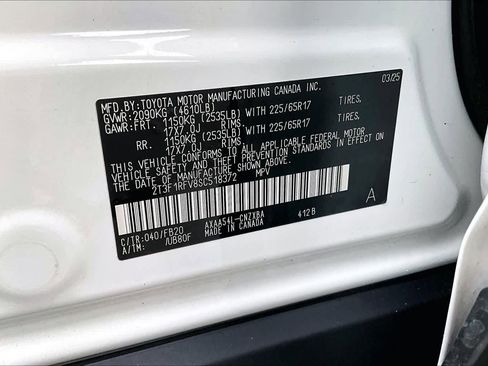 MFD. BY: TOYOTA MOTOR MANUFACTURING CANADA INC. 03/25
GVWR: 2090KG (4610LB)
GAWR: FRT. 1150KG (2535LB) WITH 225/65R17 TIRES,
17X7.0J RIMS,
RR. 1150KG (2535LB) WITH 225/65R17 TIRES,
17X7.0J RIMS,
THIS VEHICLE CONFORMS TO ALL APPLICABLE FEDERAL MOTOR
VEHICLE SAFETY AND THEFT PREVENTION STANDARDS IN EFFECT
ON THE DATE OF MANUFACTURE SHOWN ABOVE.
2T3F1RFV8SC518372 MPV
A
C/TR: 040/FB20 AXAA54L-CNZXBA 412B
A/TM: /UB80F MADE IN CANADA